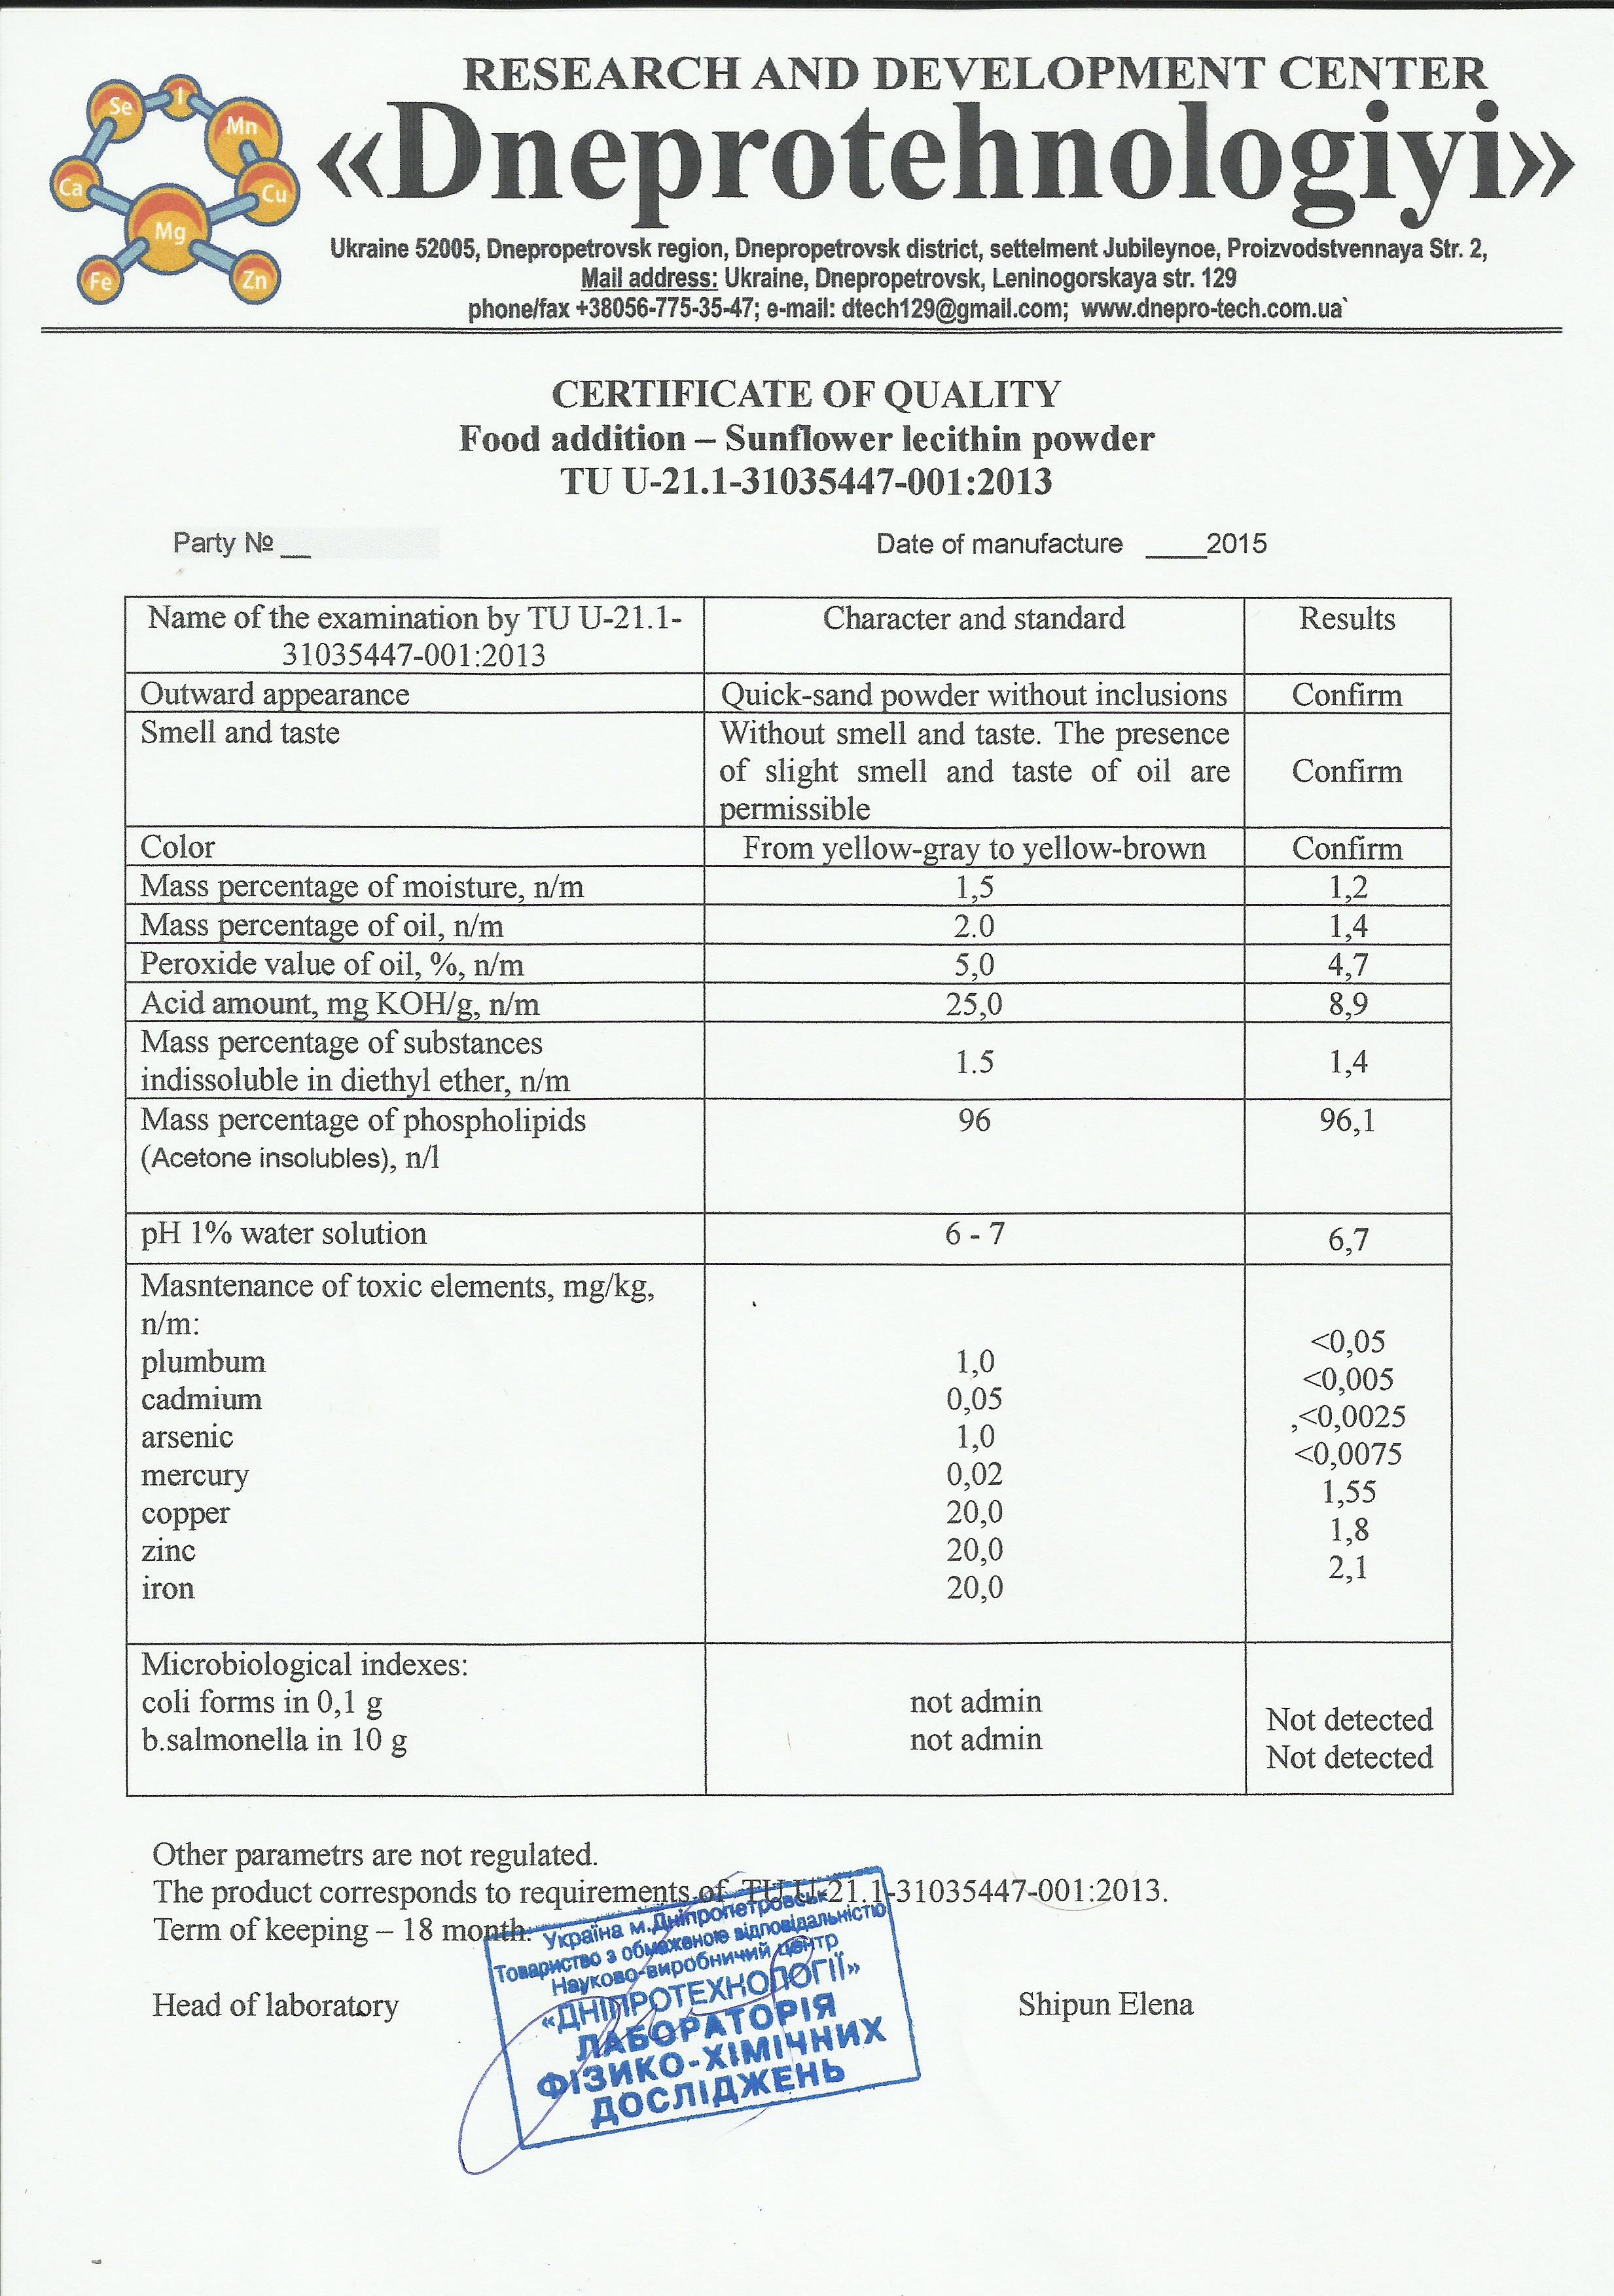 RESEARCH AND DEVELOPMENT CENTER
«Dneprotehnologiyi»
Se
I
Mn
Ca
Cu
Mg
Fe
Zn
Ukraine 52005, Dnepropetrovsk region, Dnepropetrovsk district, settelment Jubileynoe, Proizvodstvennaya Str. 2,
Mail address: Ukraine, Dnepropetrovsk, Leninogorskaya str. 129
phone/fax +38056-775-35-47; e-mail: dtech129@gmail.com; www.dnepro-tech.com.ua`
CERTIFICATE OF QUALITY
Food addition – Sunflower lecithin powder
TU U-21.1-31035447-001:2013
Party № __ Date of manufacture ____2015
Name of the examination by TU U-21.1-
31035447-001:2013
Character and standard
Results
Outward appearance Quick-sand powder without inclusions Confirm
Smell and taste
Without smell and taste. The presence
of slight smell and taste of oil are
permissible
Confirm
Color From yellow-gray to yellow-brown Confirm
Mass percentage of moisture, n/m 1,5 1,2
Mass percentage of oil, n/m 2.0 1,4
Peroxide value of oil, %, n/m 5,0 4,7
Acid amount, mg KOH/g, n/m 25,0 8,9
Mass percentage of substances
indissoluble in diethyl ether, n/m
1.5 1,4
Mass percentage of phospholipids 96 96,1
(Acetone insolubles), n/l
pH 1% water solution 6 - 7 6,7
Masntenance of toxic elements, mg/kg,
n/m:
plumbum 1,0 <0,05
cadmium 0,05 <0,005
arsenic 1,0 ,<0,0025
mercury 0,02 <0,0075
copper 20,0 1,55
zinc 20,0 1,8
iron 20,0 2,1
Microbiological indexes:
coli forms in 0,1 g not admin Not detected
b.salmonella in 10 g not admin Not detected
Other parametrs are not regulated.
The product corresponds to requirements of TU U-21.1-31035447-001:2013.
Term of keeping – 18 month.
Head of laboratory Shipun Elena
Україна м.Дніпропетровськ
Товариство з обмеженою відповідальністю
Науково-виробничий центр
«ДНІПРОТЕХНОЛОГІЇ»
ЛАБОРАТОРІЯ
ФІЗИКО-ХІМІЧНИХ
ДОСЛІДЖЕНЬ